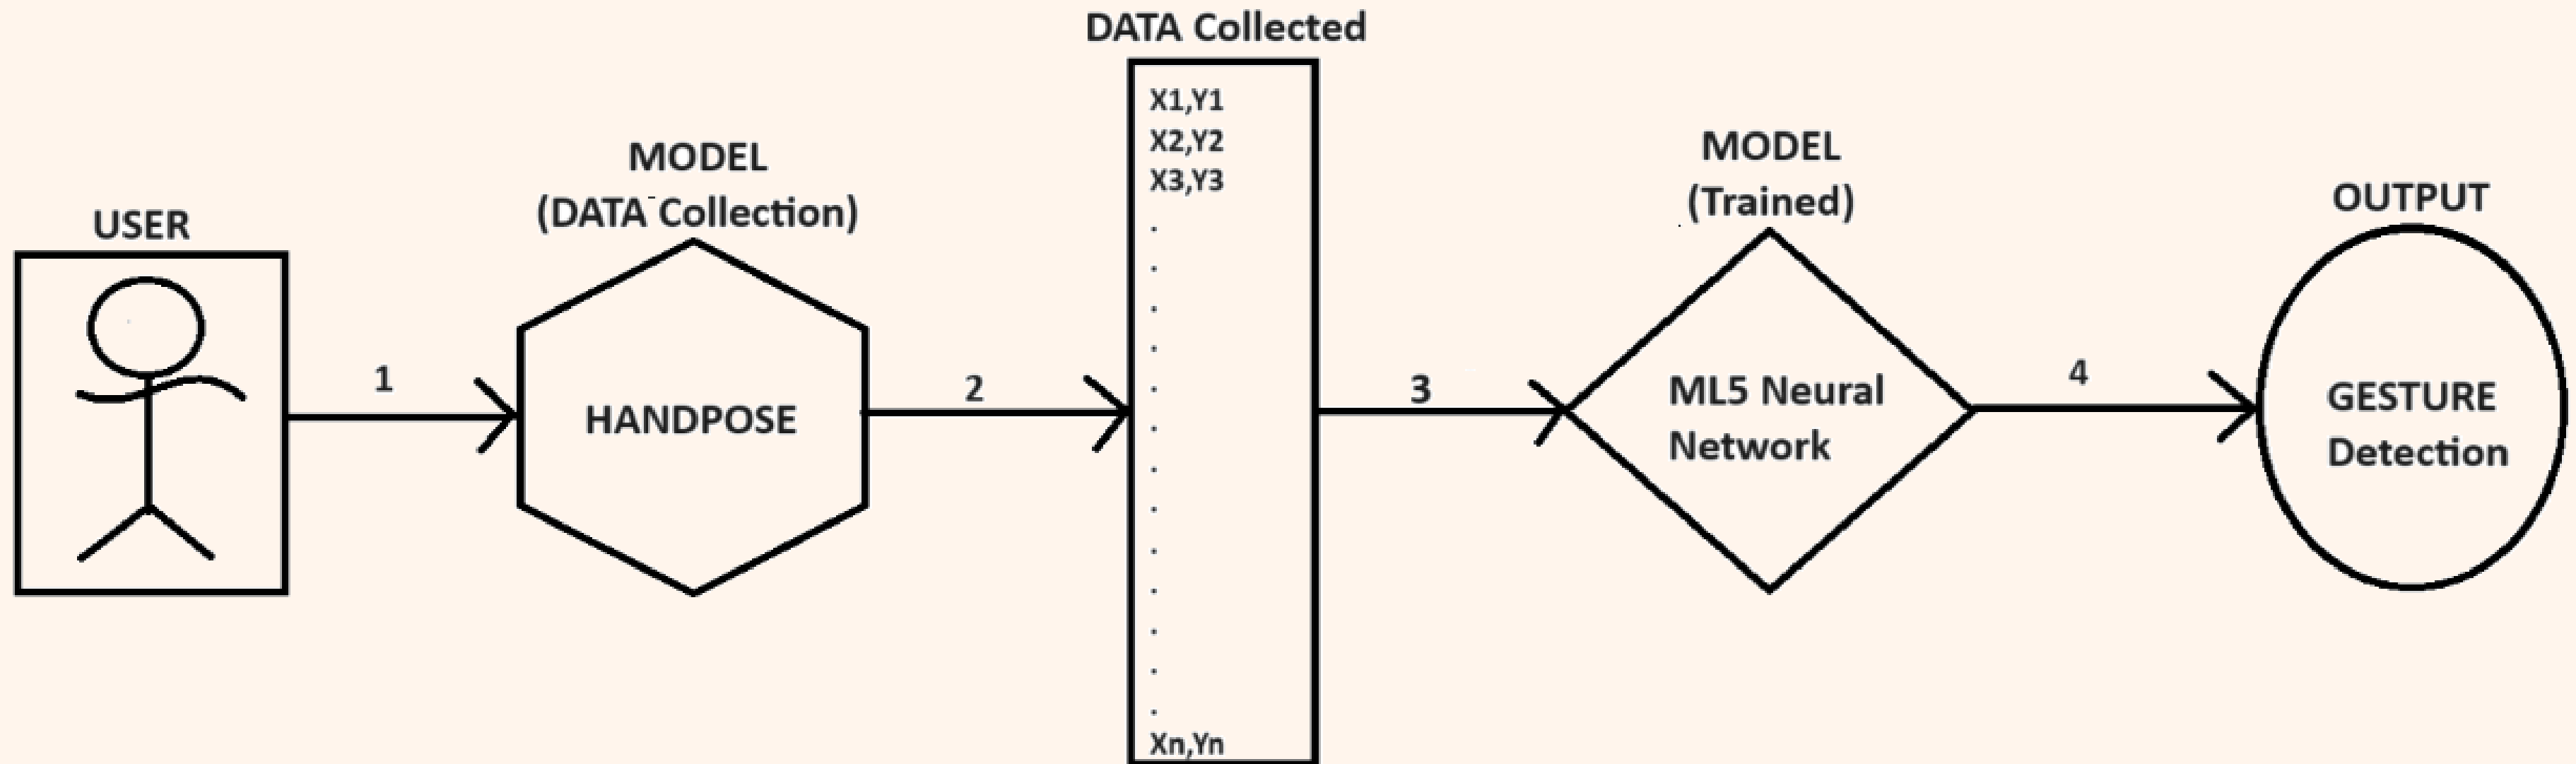 USER
1
MODEL
(DATA Collection)
HANDPOSE
2
DATA Collected
X1,Y1
X2,Y2
X3,Y3
.
.
.
.
.
.
.
.
.
.
.
.
.
Xn,Yn
3
MODEL
(Trained)
ML5 Neural
Network
4
OUTPUT
GESTURE
Detection